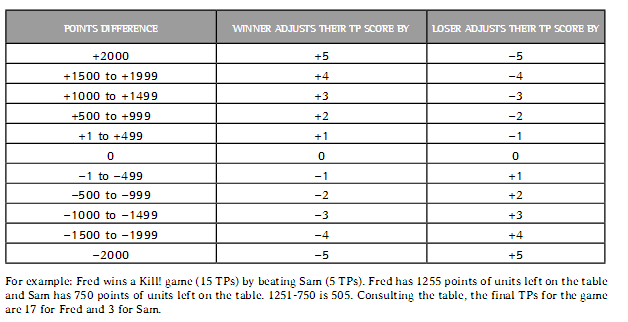 POINTS DIFFERENCE WINNER ADJUSTS THEIR TP SCORE BY LOSER ADJUSTS THEIR TP SCORE BY
+2000 +5 −5
+1500 to +1999 +4 −4
+1000 to +1499 +3 −3
+500 to +999 +2 −2
+1 to +499 +1 −1
0 0 0
−1 to −499 −1 +1
−500 to −999 −2 +2
−1000 to −1499 −3 +3
−1500 to −1999 −4 +4
−2000 −5 +5
For example: Fred wins a Kill! game (15 TPs) by beating Sam (5 TPs). Fred has 1255 points of units left on the table
and Sam has 750 points of units left on the table. 1251-750 is 505. Consulting the table, the final TPs for the game
are 17 for Fred and 3 for Sam.